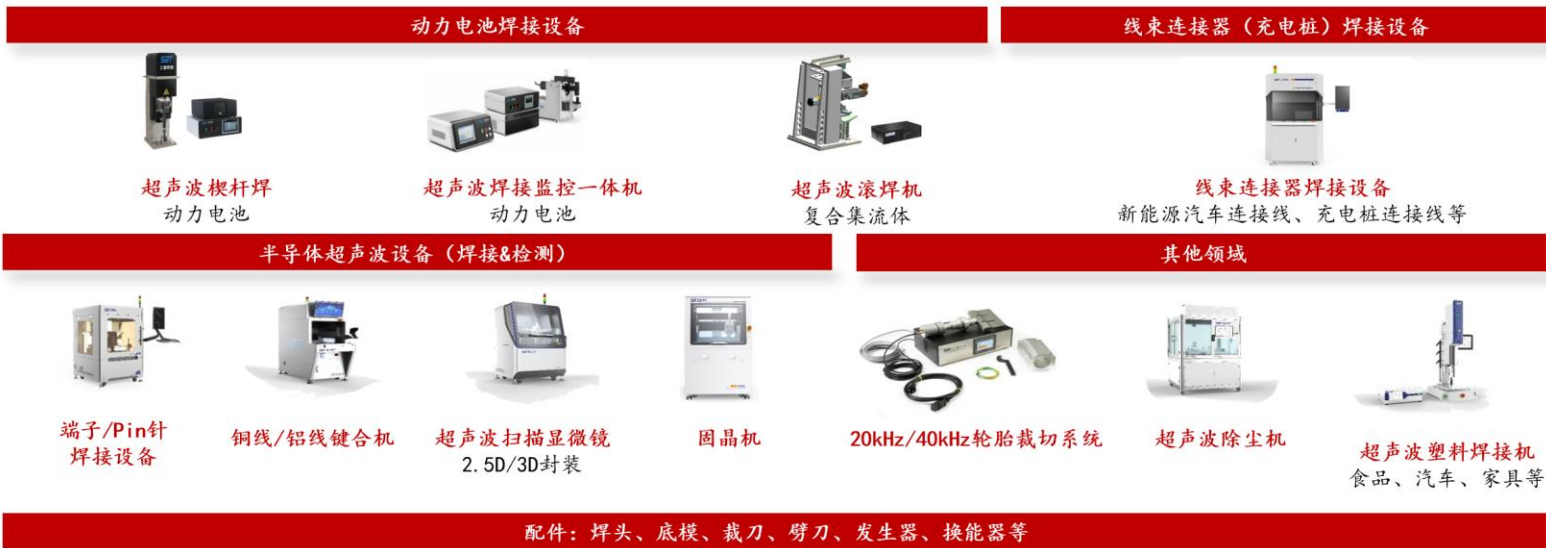 动力电池焊接设备
线束连接器（充电桩）焊接设备
SBT
超声波楔杆焊
动力电池
超声波焊接监控一体机
动力电池
超声波滚焊机
复合集流体
线束连接器焊接设备
新能源汽车连接线、充电桩连接线等
半导体超声波设备（焊接&检测）
其他领域
端子/Pin针
焊接设备
铜线/铝线键合机
超声波扫描显微镜
2.5D/3D封装
固晶机
20kHz/40kHz轮胎裁切系统
超声波除尘机
超声波塑料焊接机
食品、汽车、家具等
配件：焊头、底模、裁刀、劈刀、发生器、换能器等